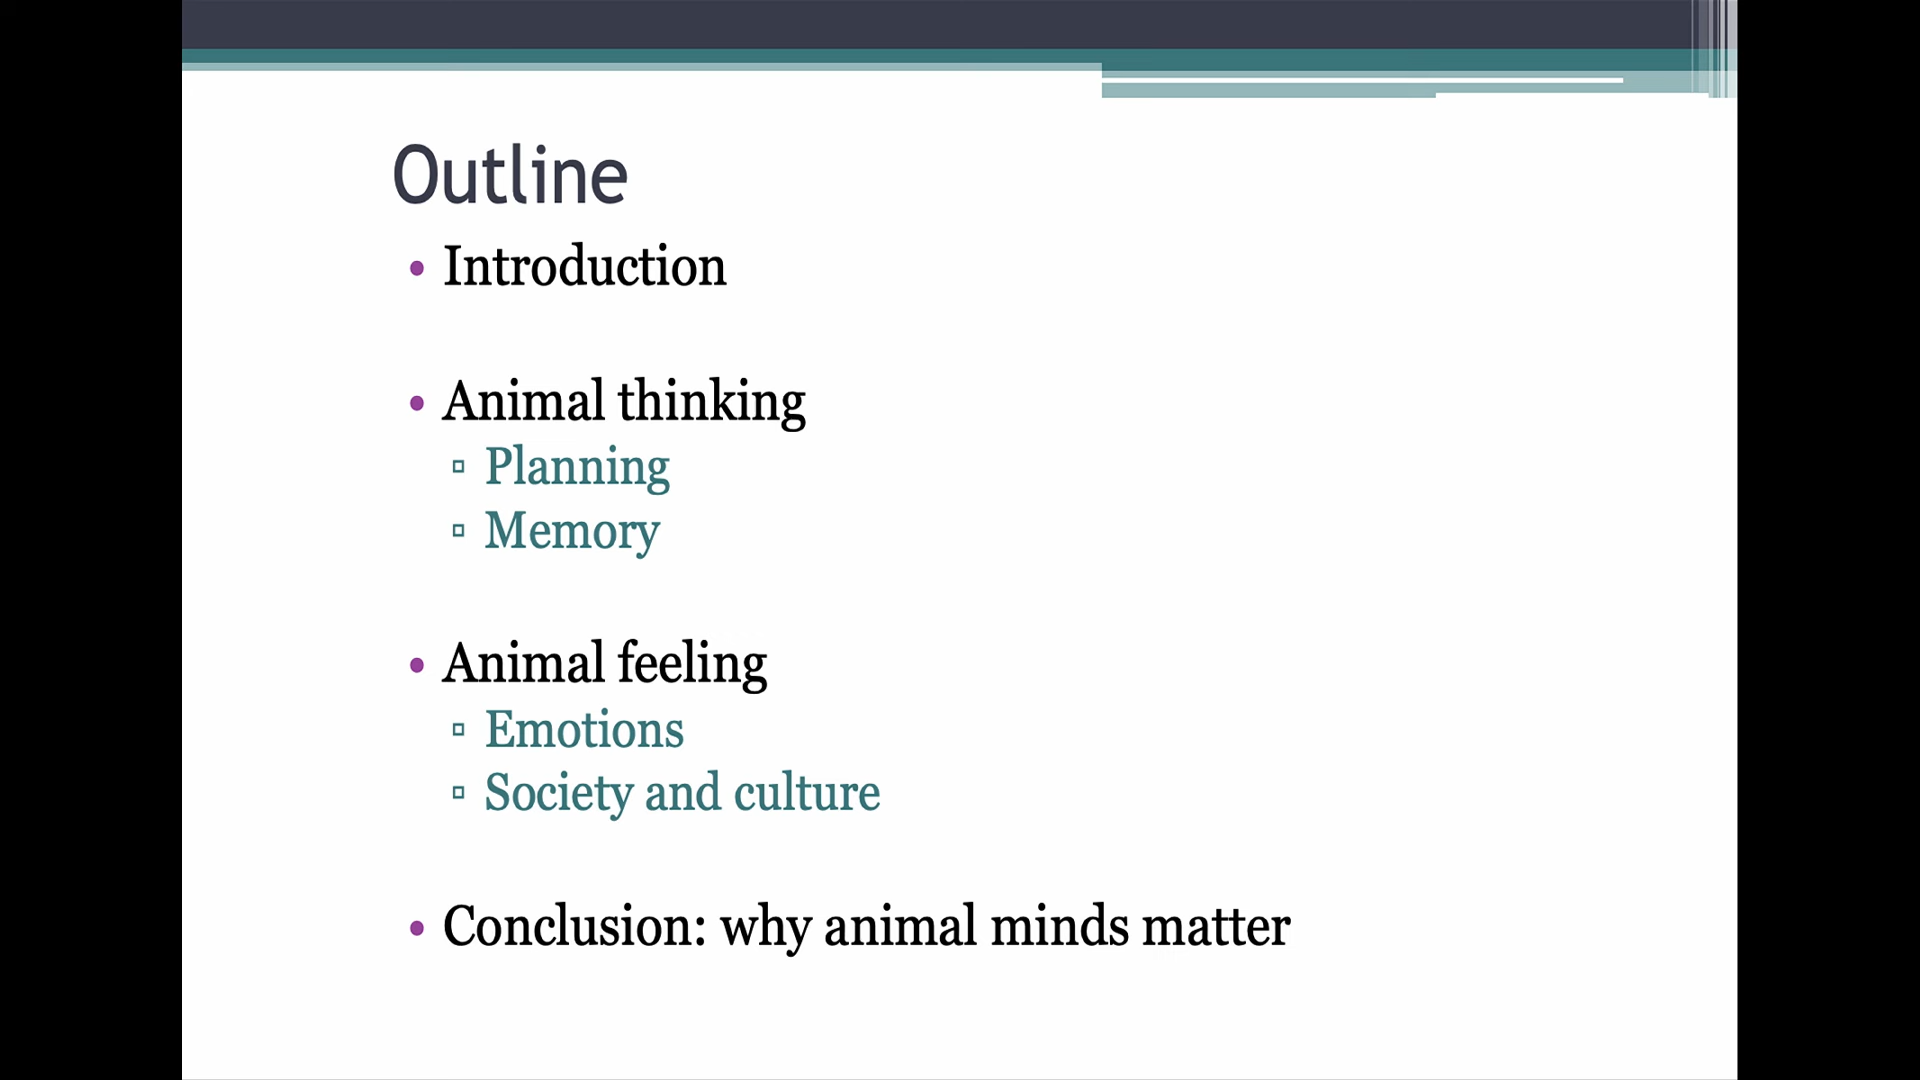 Outline
• Introduction
• Animal thinking
▫ Planning
▫ Memory
• Animal feeling
▫ Emotions
▫ Society and culture
• Conclusion: why animal minds matter